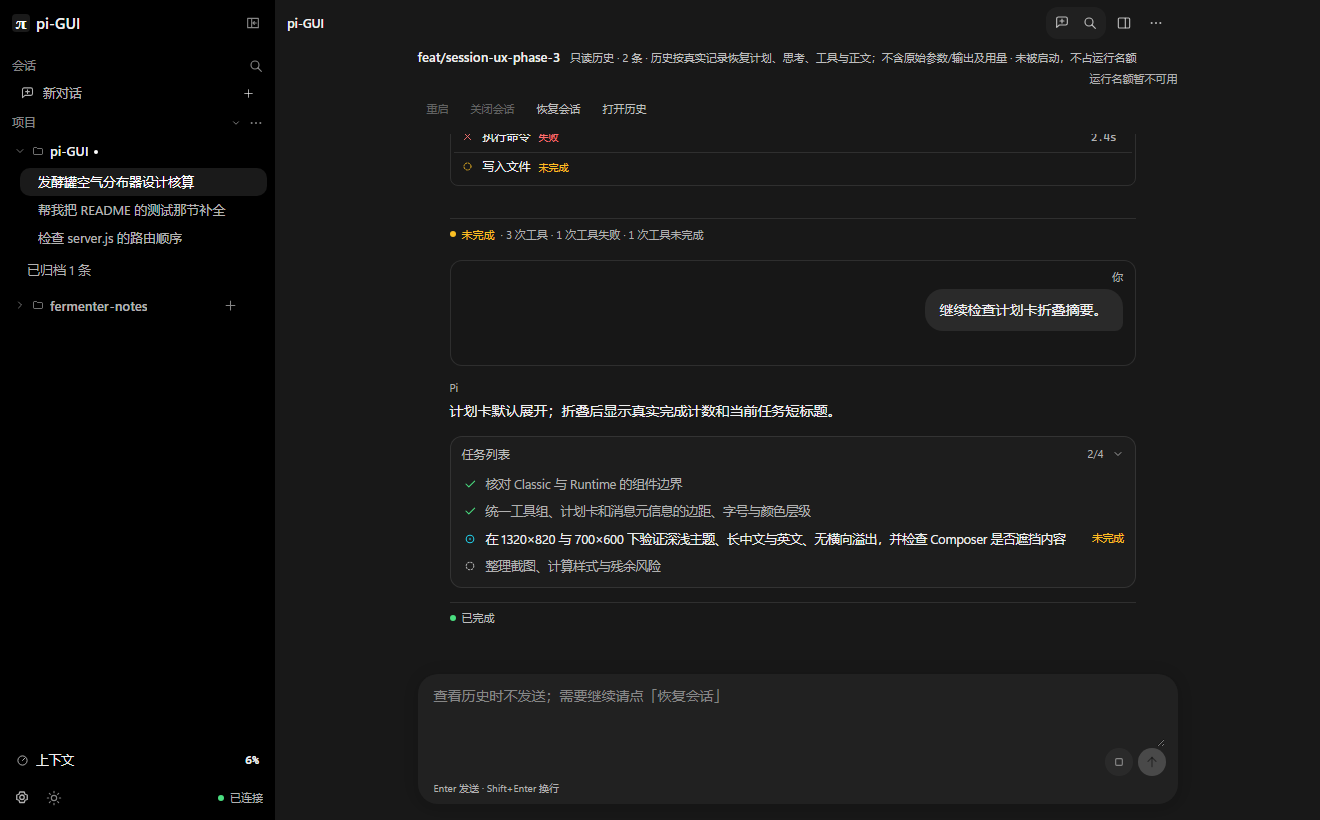 π pi-GUI
会话
新对话
项目
pi-GUI
发酵罐空气分布器设计核算
帮我把 README 的测试那节补全
检查 server.js 的路由顺序
已归档 1 条
fermenter-notes
上下文 6%
已连接
pi-GUI
feat/session-ux-phase-3 只读历史 · 2 条 · 历史按真实记录恢复计划、思考、工具与正文；不含原始参数/输出及用量 · 未被启动，不占运行名额
运行名额暂不可用
重启 关闭会话 恢复会话 打开历史
执行命令 失败 2.4s
写入文件 未完成
未完成 · 3 次工具 · 1 次工具失败 · 1 次工具未完成
你
继续检查计划卡折叠摘要。
Pi
计划卡默认展开；折叠后显示真实完成计数和当前任务短标题。
任务列表 2/4
核对 Classic 与 Runtime 的组件边界
统一工具组、计划卡和消息元信息的边距、字号与颜色层级
在 1320×820 与 700×600 下验证深浅主题、长中文与英文、无横向溢出，并检查 Composer 是否遮挡内容 未完成
整理截图、计算样式与残余风险
已完成
查看历史时不发送；需要继续请点「恢复会话」
Enter 发送 · Shift+Enter 换行